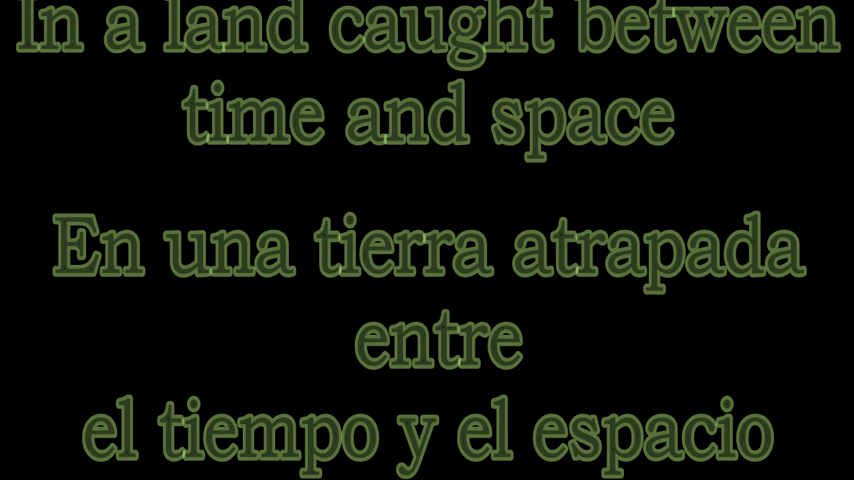 In a land caught between
time and space
En una tierra atrapada
entre
el tiempo y el espacio